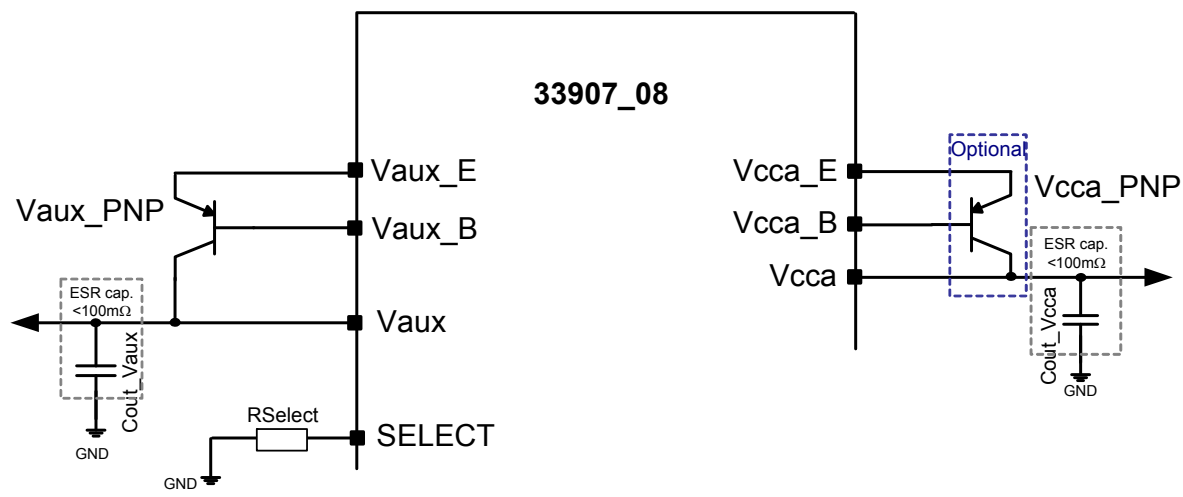 33907_08
Optional
Vaux_E
Vcca_E
Vaux_PNP
Vcca_PNP
Vaux_B
Vcca_B
ESR cap.
<100mΩ
Vcca
ESR cap.
<100mΩ
Vaux
Cout_Vaux
Cout_Vcca
GND
RSelect
SELECT
GND
GND